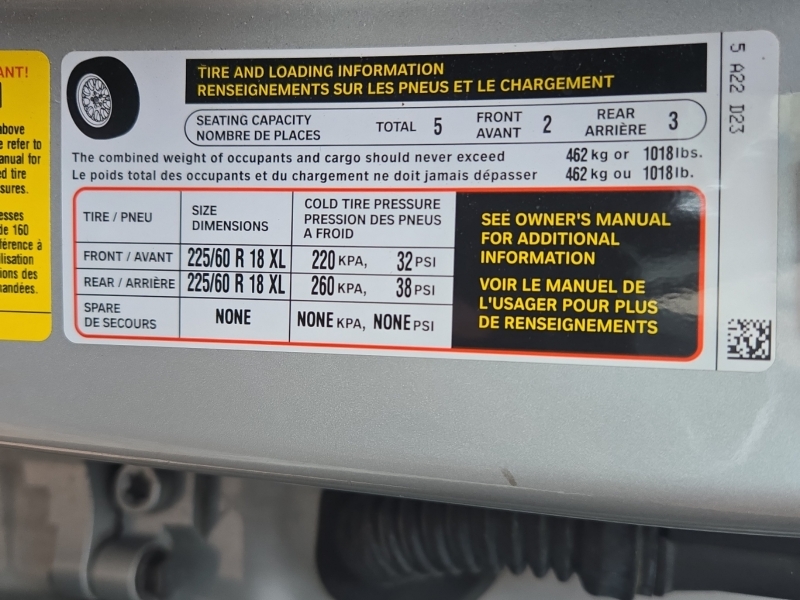 ANT!
above
e refer to
anual for
ed tire
sures.
esses
de 160
férence à
lisation
ions des
mandées.
TIRE AND LOADING INFORMATION
RENSEIGNEMENTS SUR LES PNEUS ET LE CHARGEMENT
SEATING CAPACITY
NOMBRE DE PLACES
TOTAL 5
FRONT
AVANT 2
REAR
ARRIÈRE 3
The combined weight of occupants and cargo should never exceed 462 kg or 1018 lbs.
Le poids total des occupants et du chargement ne doit jamais dépasser 462 kg ou 1018 lb.
TIRE / PNEU
SIZE
DIMENSIONS
COLD TIRE PRESSURE
PRESSION DES PNEUS
A FROID
FRONT / AVANT 225/60 R 18 XL 220 KPA, 32 PSI
REAR / ARRIÈRE 225/60 R 18 XL 260 KPA, 38 PSI
SPARE
DE SECOURS
NONE
NONE KPA, NONE PSI
SEE OWNER'S MANUAL
FOR ADDITIONAL
INFORMATION
VOIR LE MANUEL DE
L'USAGER POUR PLUS
DE RENSEIGNEMENTS
5 A22 D23